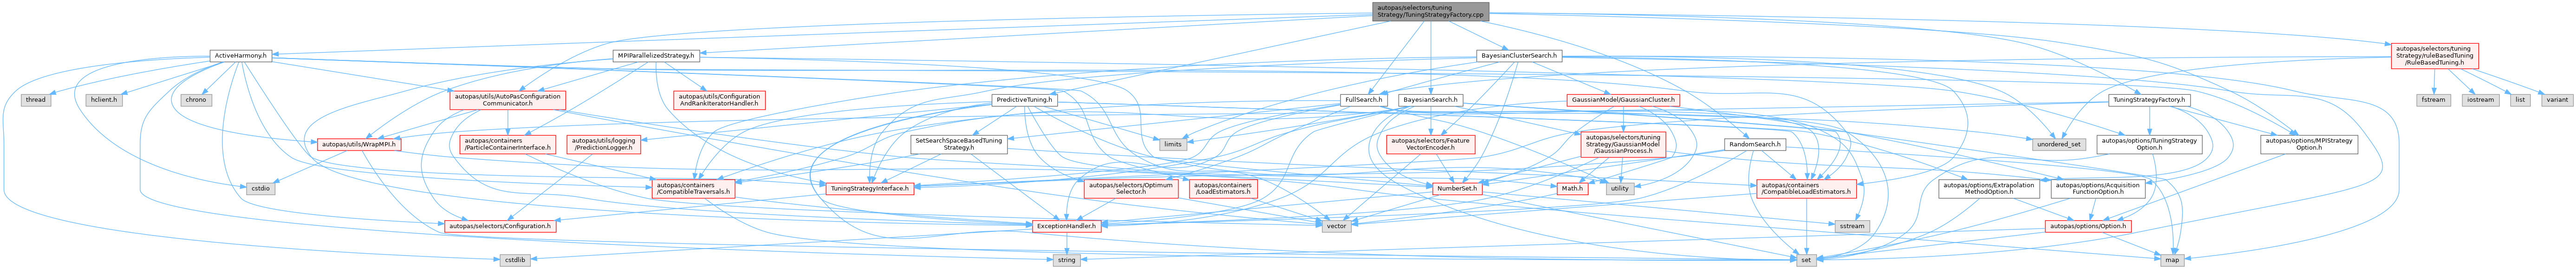 autopas/selectors/tuning
Strategy/TuningStrategyFactory.cpp
ActiveHarmony.h
MPIParallelizedStrategy.h
BayesianClusterSearch.h
autopas/selectors/tuning
Strategy/ruleBasedTuning
/RuleBasedTuning.h
thread
hclient.h
chrono
autopas/utils/AutoPasConfiguration
Communicator.h
autopas/utils/Configuration
AndRankIteratorHandler.h
PredictiveTuning.h
FullSearch.h
BayesianSearch.h
GaussianModel/GaussianCluster.h
TuningStrategyFactory.h
fstream
iostream
list
variant
autopas/utils/WrapMPI.h
autopas/containers
/ParticleContainerInterface.h
autopas/utils/logging
/PredictionLogger.h
SetSearchSpaceBasedTuning
Strategy.h
limits
autopas/selectors/Feature
VectorEncoder.h
autopas/selectors/tuning
Strategy/GaussianModel
/GaussianProcess.h
RandomSearch.h
unordered_set
autopas/options/TuningStrategy
Option.h
autopas/options/MPIStrategy
Option.h
cstdio
autopas/containers
/CompatibleTraversals.h
TuningStrategyInterface.h
autopas/selectors/Optimum
Selector.h
autopas/containers
/LoadEstimators.h
NumberSet.h
Math.h
utility
autopas/containers
/CompatibleLoadEstimators.h
autopas/options/Extrapolation
MethodOption.h
autopas/options/Acquisition
FunctionOption.h
autopas/selectors/Configuration.h
ExceptionHandler.h
vector
sstream
autopas/options/Option.h
cstdlib
string
set
map